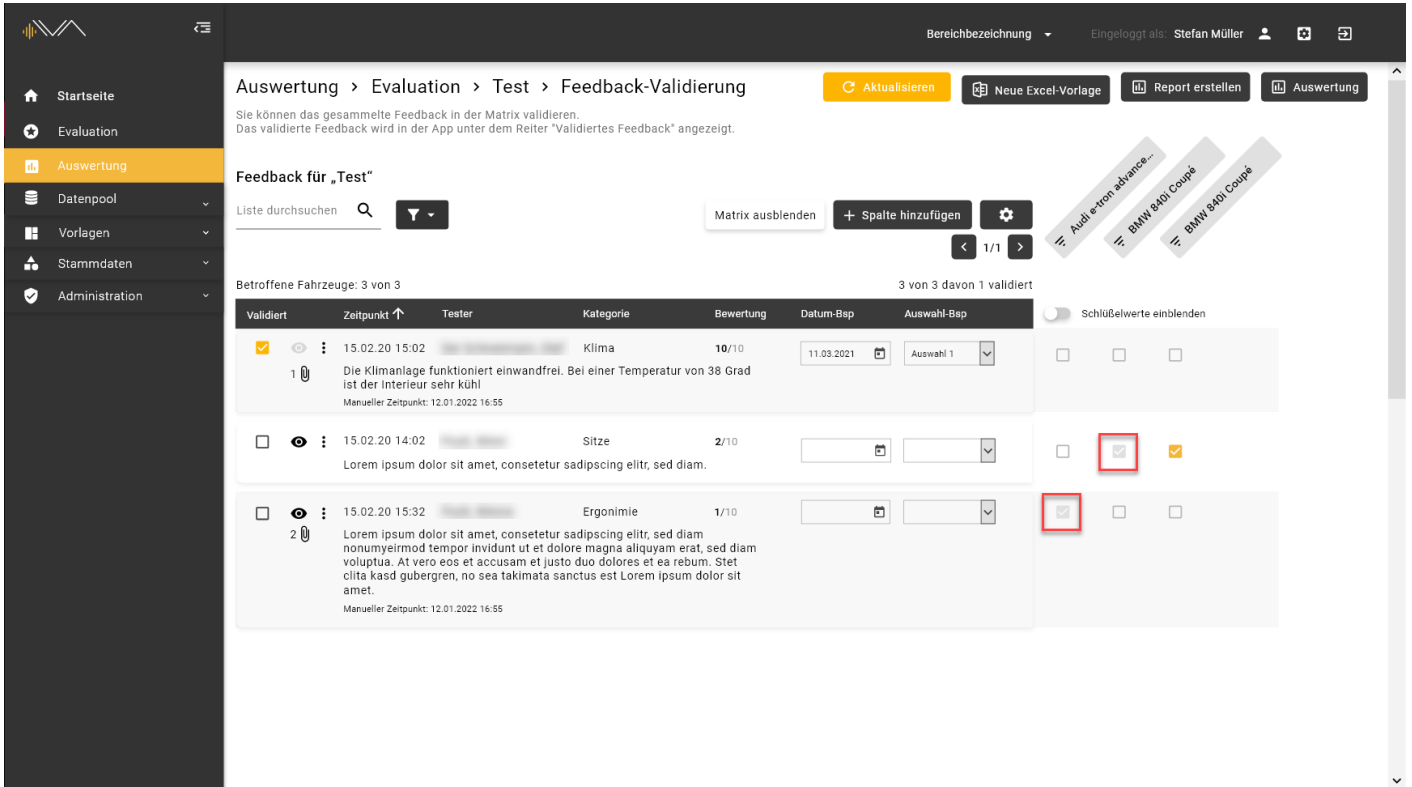 Bereichbezeichnung
Eingeloggt als: Stefan Müller
Startseite
Evaluation
Auswertung
Datenpool
Vorlagen
Stammdaten
Administration
Auswertung > Evaluation > Test > Feedback-Validierung
Aktualisieren
Neue Excel-Vorlage
Report erstellen
Auswertung
Sie können das gesammelte Feedback in der Matrix validieren.
Das validierte Feedback wird in der App unter dem Reiter "Validiertes Feedback" angezeigt.
Feedback für „Test“
Liste durchsuchen
Matrix ausblenden
+ Spalte hinzufügen
< 1/1 >
Audi e-tron advance...
BMW 840i Coupé
BMW 840i Coupé
Betroffene Fahrzeuge: 3 von 3
3 von 3 davon 1 validiert
Validiert Zeitpunkt Tester Kategorie Bewertung Datum-Bsp Auswahl-Bsp
Schlüßelwerte einblenden
15.02.20 15:02 Klima 10/10 11.03.2021 Auswahl 1
1
Die Klimanlage funktioniert einwandfrei. Bei einer Temperatur von 38 Grad
ist der Interieur sehr kühl
Manueller Zeitpunkt: 12.01.2022 16:55
15.02.20 14:02 Sitze 2/10
Lorem ipsum dolor sit amet, consetetur sadipscing elitr, sed diam.
15.02.20 15:32 Ergonimie 1/10
2
Lorem ipsum dolor sit amet, consetetur sadipscing elitr, sed diam
nonumyeirmod tempor invidunt ut et dolore magna aliquyam erat, sed diam
voluptua. At vero eos et accusam et justo duo dolores et ea rebum. Stet
clita kasd gubergren, no sea takimata sanctus est Lorem ipsum dolor sit
amet.
Manueller Zeitpunkt: 12.01.2022 16:55